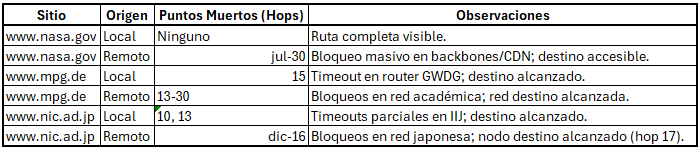 Sitio Origen Puntos Muertos (Hops) Observaciones
www.nasa.gov Local Ninguno Ruta completa visible.
www.nasa.gov Remoto jul-30 Bloqueo masivo en backbones/CDN; destino accesible.
www.mpg.de Local 15 Timeout en router GWDG; destino alcanzado.
www.mpg.de Remoto 13-30 Bloqueos en red académica; red destino alcanzada.
www.nic.ad.jp Local 10, 13 Timeouts parciales en IIJ; destino alcanzado.
www.nic.ad.jp Remoto dic-16 Bloqueos en red japonesa; nodo destino alcanzado (hop 17).